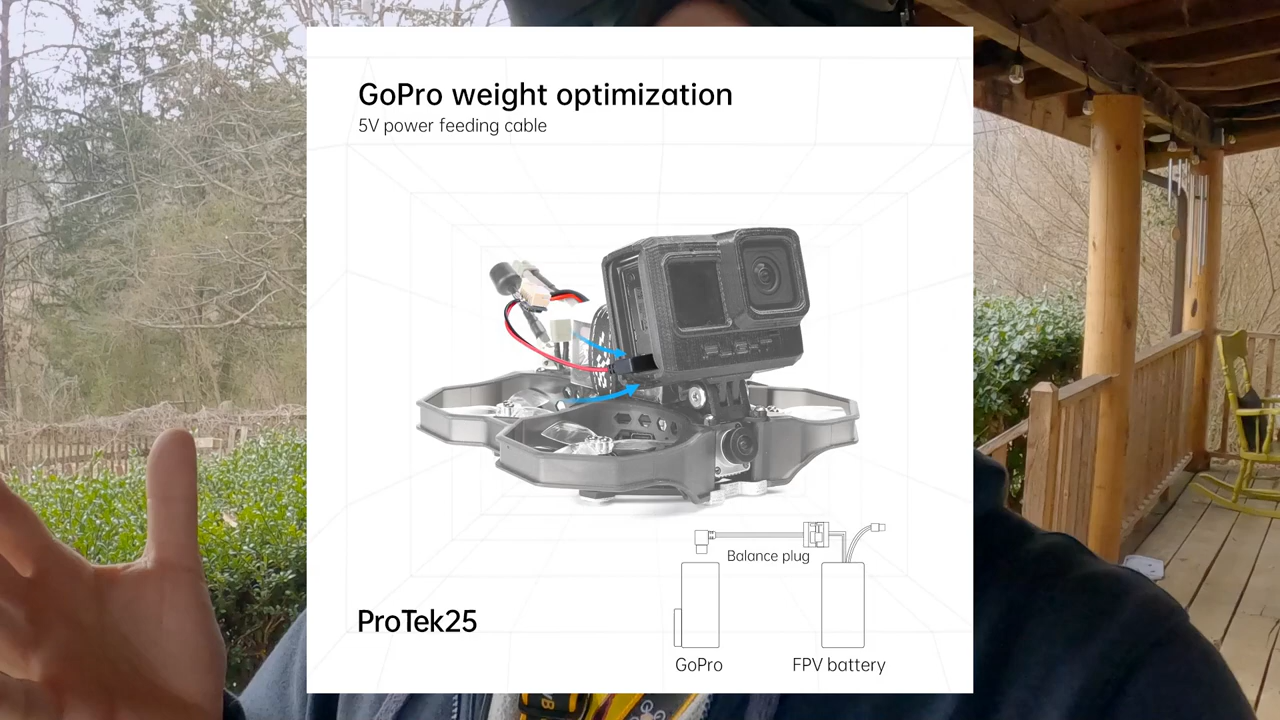 GoPro weight optimization
5V power feeding cable
Balance plug
ProTek25
GoPro
FPV battery